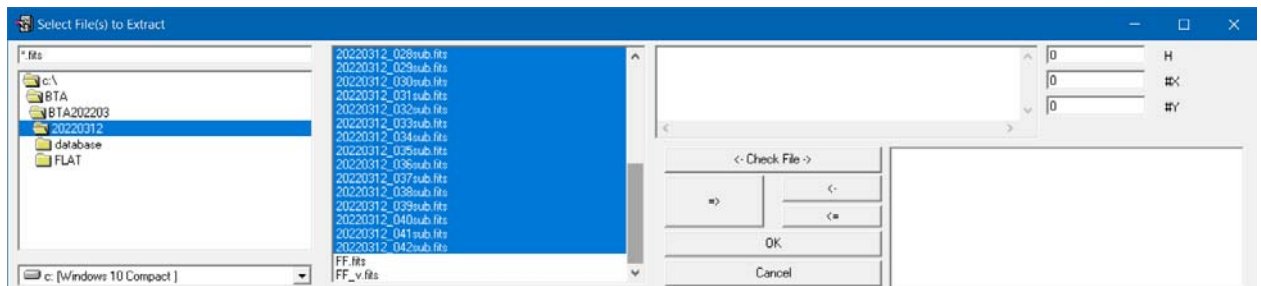 Select File(s) to Extract
*.fits
c:\
BTA
BTA202203
20220312
database
FLAT
c: [Windows 10 Compact ]
20220312_028sub.fits
20220312_029sub.fits
20220312_030sub.fits
20220312_031sub.fits
20220312_032sub.fits
20220312_033sub.fits
20220312_034sub.fits
20220312_035sub.fits
20220312_036sub.fits
20220312_037sub.fits
20220312_038sub.fits
20220312_039sub.fits
20220312_040sub.fits
20220312_041sub.fits
20220312_042sub.fits
FF.fits
FF_v.fits
0 H
0 #X
0 #Y
<- Check File ->
=>
<-
<=
OK
Cancel